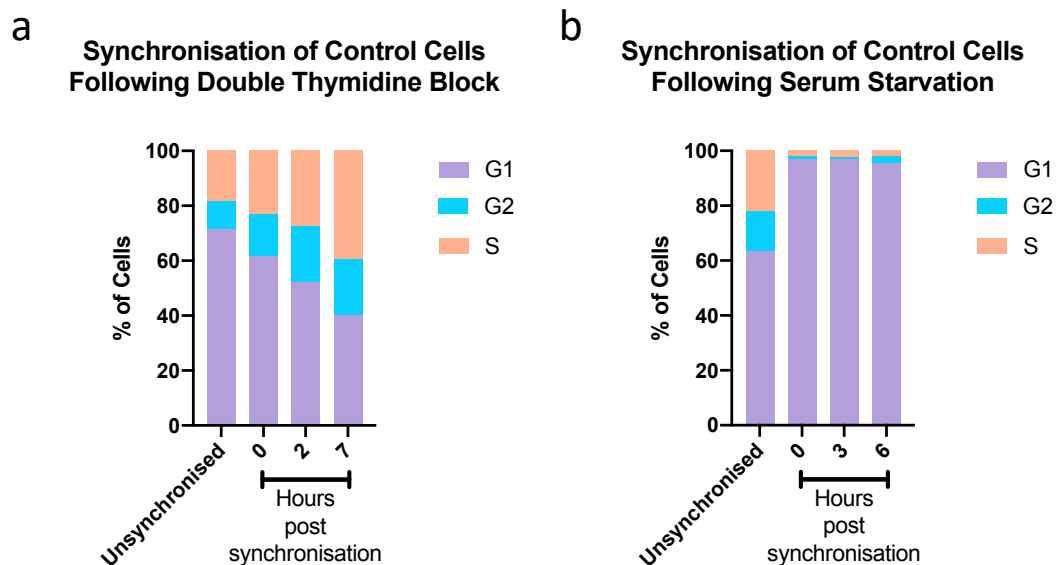 a
Synchronisation of Control Cells
Following Double Thymidine Block
% of Cells
100
80
60
40
20
0
Unsynchronised
0
2
7
Hours
post
synchronisation
G1
G2
S
b
Synchronisation of Control Cells
Following Serum Starvation
% of Cells
100
80
60
40
20
0
Unsynchronised
0
3
6
Hours
post
synchronisation
G1
G2
S